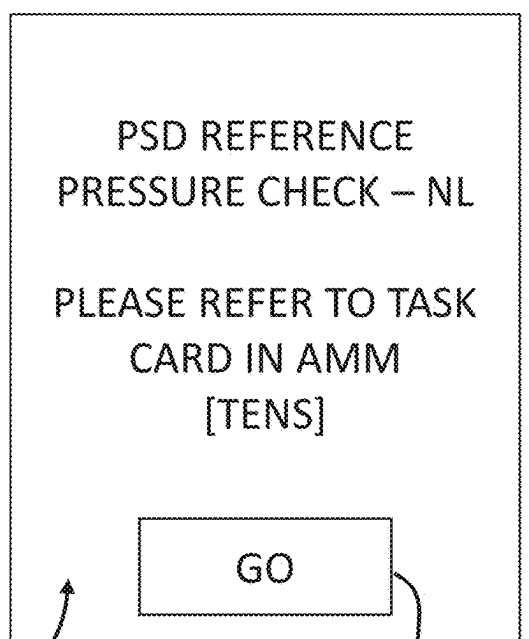 PSD REFERENCE
PRESSURE CHECK – NL
PLEASE REFER TO TASK
CARD IN AMM
[TENS]
GO